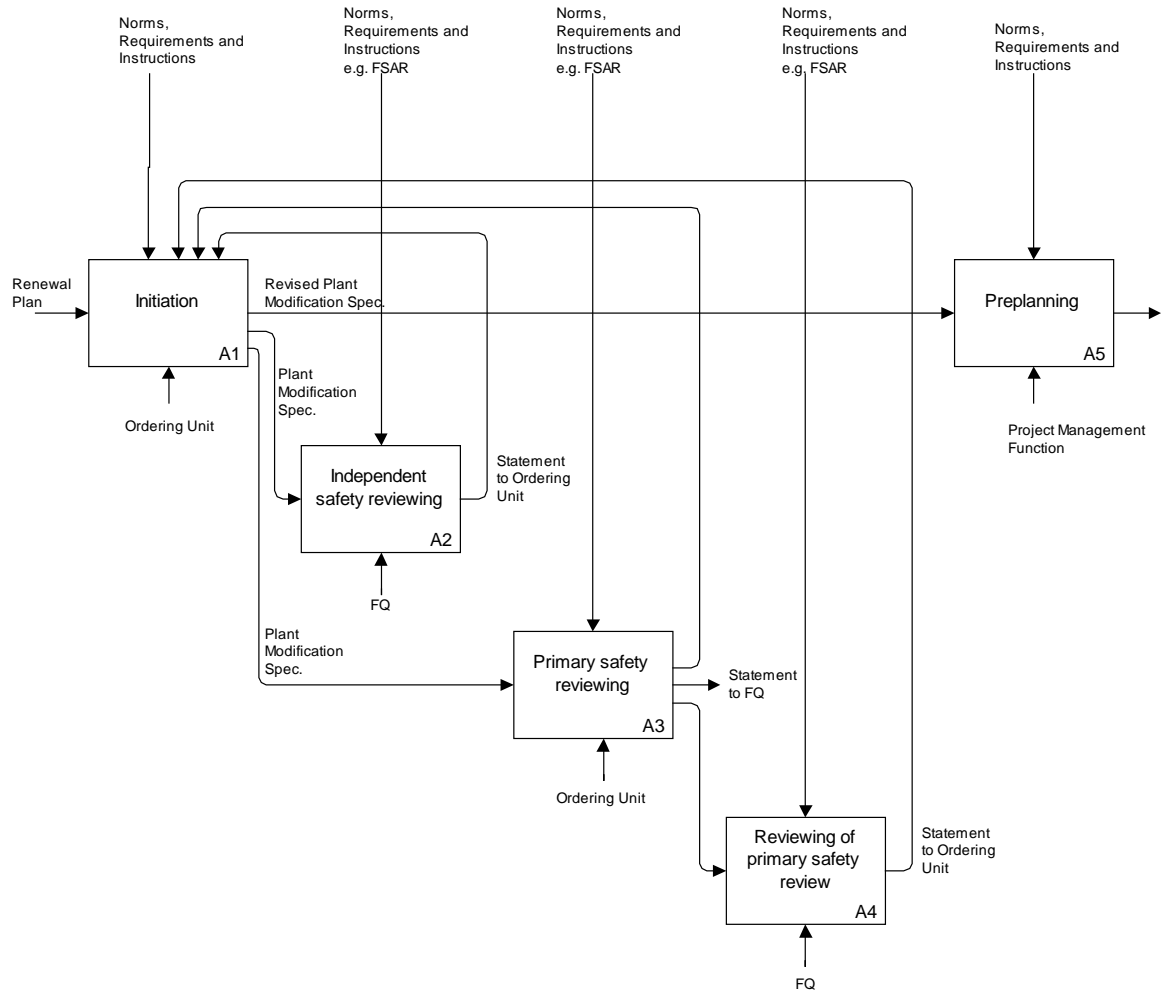 Norms,
Requirements and
Instructions
Norms,
Requirements and
Instructions
e.g. FSAR
Norms,
Requirements and
Instructions
e.g. FSAR
Norms,
Requirements and
Instructions
e.g. FSAR
Norms,
Requirements and
Instructions
Renewal
Plan
Initiation
A1
Ordering Unit
Revised Plant
Modification Spec.
Preplanning
A5
Project Management
Function
Plant
Modification
Spec.
Independent
safety reviewing
A2
FQ
Statement
to Ordering
Unit
Plant
Modification
Spec.
Primary safety
reviewing
A3
Ordering Unit
Statement
to FQ
Reviewing of
primary safety
review
A4
FQ
Statement
to Ordering
Unit